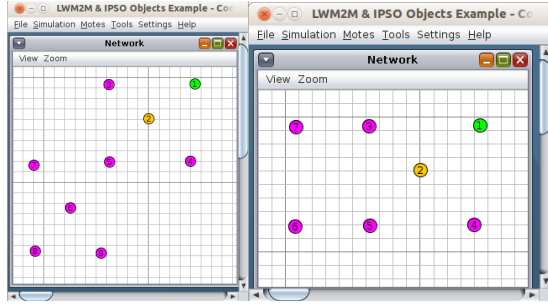 LWM2M & IPSO Objects Example - Co
File Simulation Motes Tools Settings Help
Network
View Zoom
3
1
2
7
5
4
6
8
9
LWM2M & IPSO Objects Example - Co
File Simulation Motes Tools Settings Help
Network
View Zoom
7
3
1
2
6
5
4